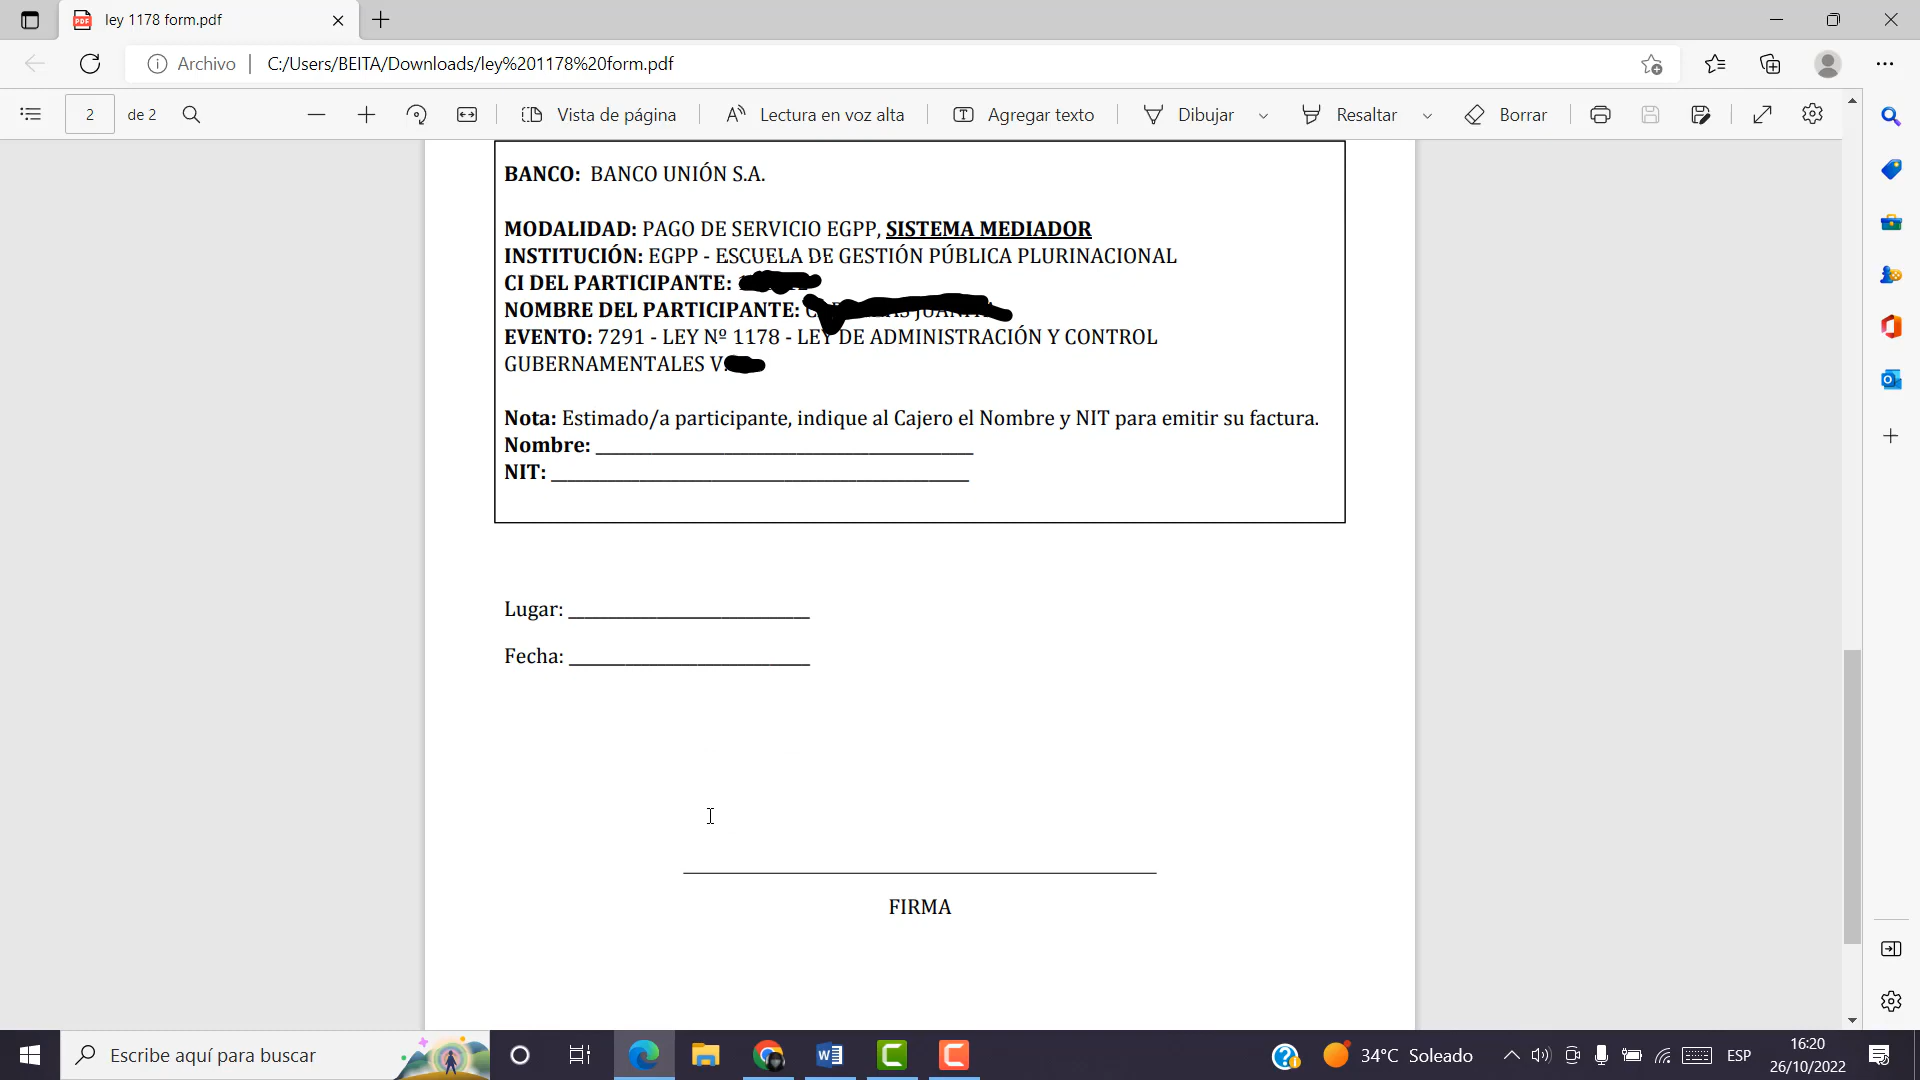 ley 1178 form.pdf
Archivo
C:/Users/BEITA/Downloads/ley%201178%20form.pdf
2 de 2
Vista de página
Lectura en voz alta
Agregar texto
Dibujar
Resaltar
Borrar
BANCO: BANCO UNIÓN S.A.
MODALIDAD: PAGO DE SERVICIO EGPP, SISTEMA MEDIADOR
INSTITUCIÓN: EGPP - ESCUELA DE GESTIÓN PÚBLICA PLURINACIONAL
CI DEL PARTICIPANTE:
NOMBRE DEL PARTICIPANTE:
EVENTO: 7291 - LEY Nº 1178 - LEY DE ADMINISTRACIÓN Y CONTROL
GUBERNAMENTALES V
Nota: Estimado/a participante, indique al Cajero el Nombre y NIT para emitir su factura.
Nombre:
NIT:
Lugar:
Fecha:
FIRMA
Escribe aquí para buscar
34°C Soleado
ESP
16:20
26/10/2022